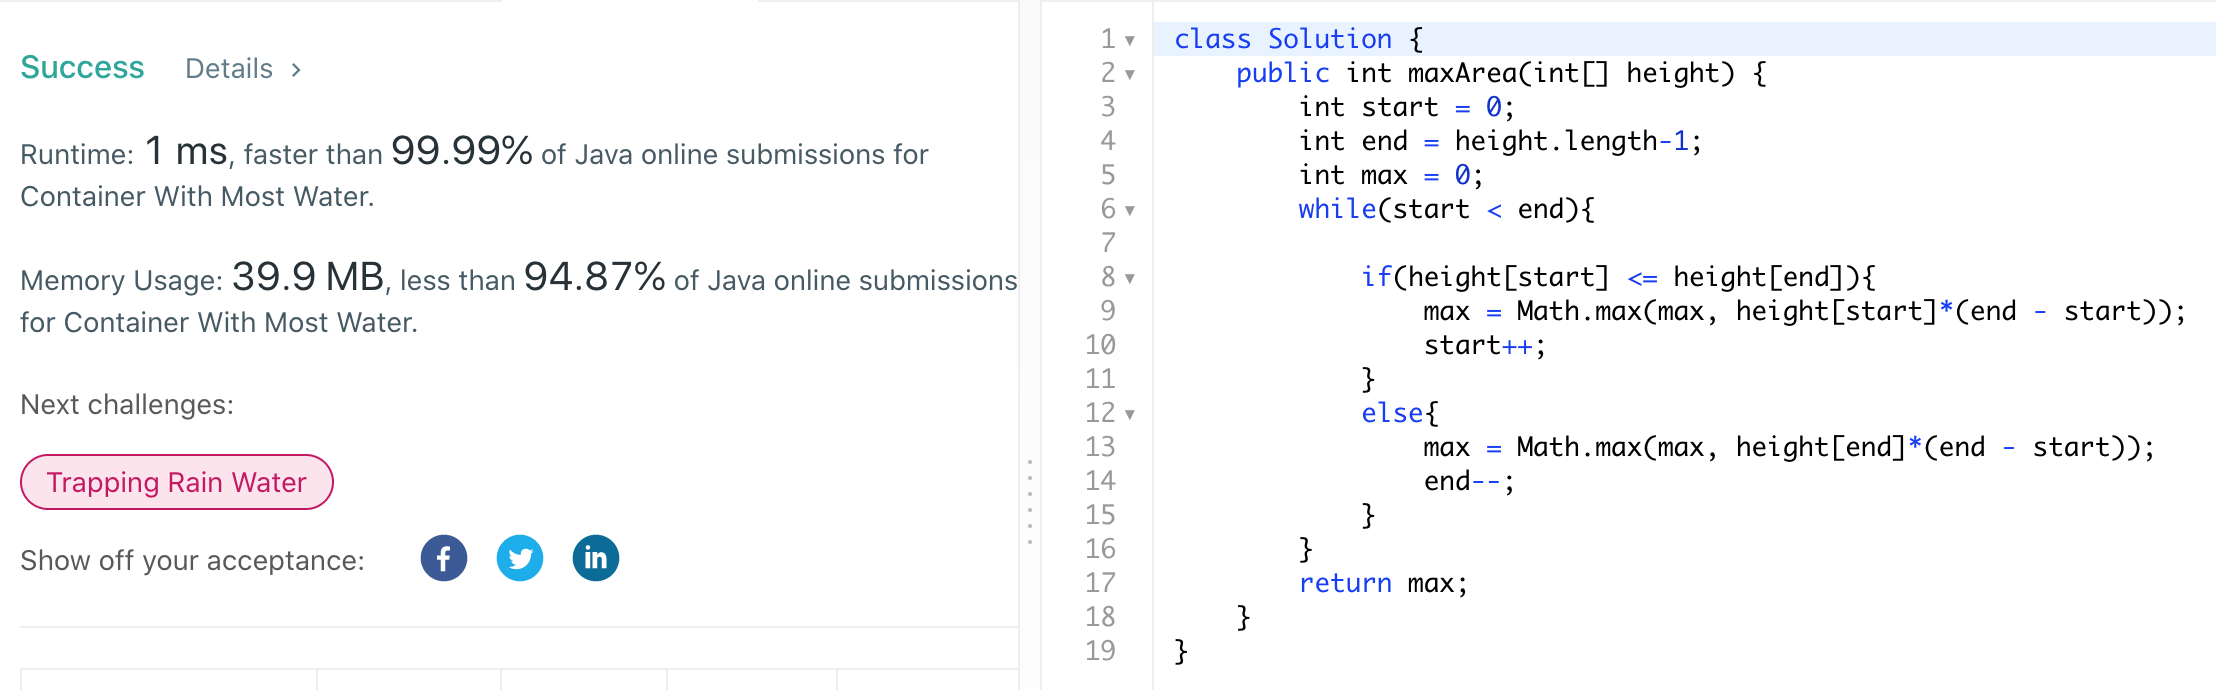 Success Details >
Runtime: 1 ms, faster than 99.99% of Java online submissions for
Container With Most Water.
Memory Usage: 39.9 MB, less than 94.87% of Java online submissions
for Container With Most Water.
Next challenges:
Trapping Rain Water
Show off your acceptance: f in
1 class Solution {
2     public int maxArea(int[] height) {
3         int start = 0;
4         int end = height.length-1;
5         int max = 0;
6         while(start < end){
7
8             if(height[start] <= height[end]){
9                 max = Math.max(max, height[start]*(end - start));
10                 start++;
11             }
12             else{
13                 max = Math.max(max, height[end]*(end - start));
14                 end--;
15             }
16         }
17         return max;
18     }
19 }